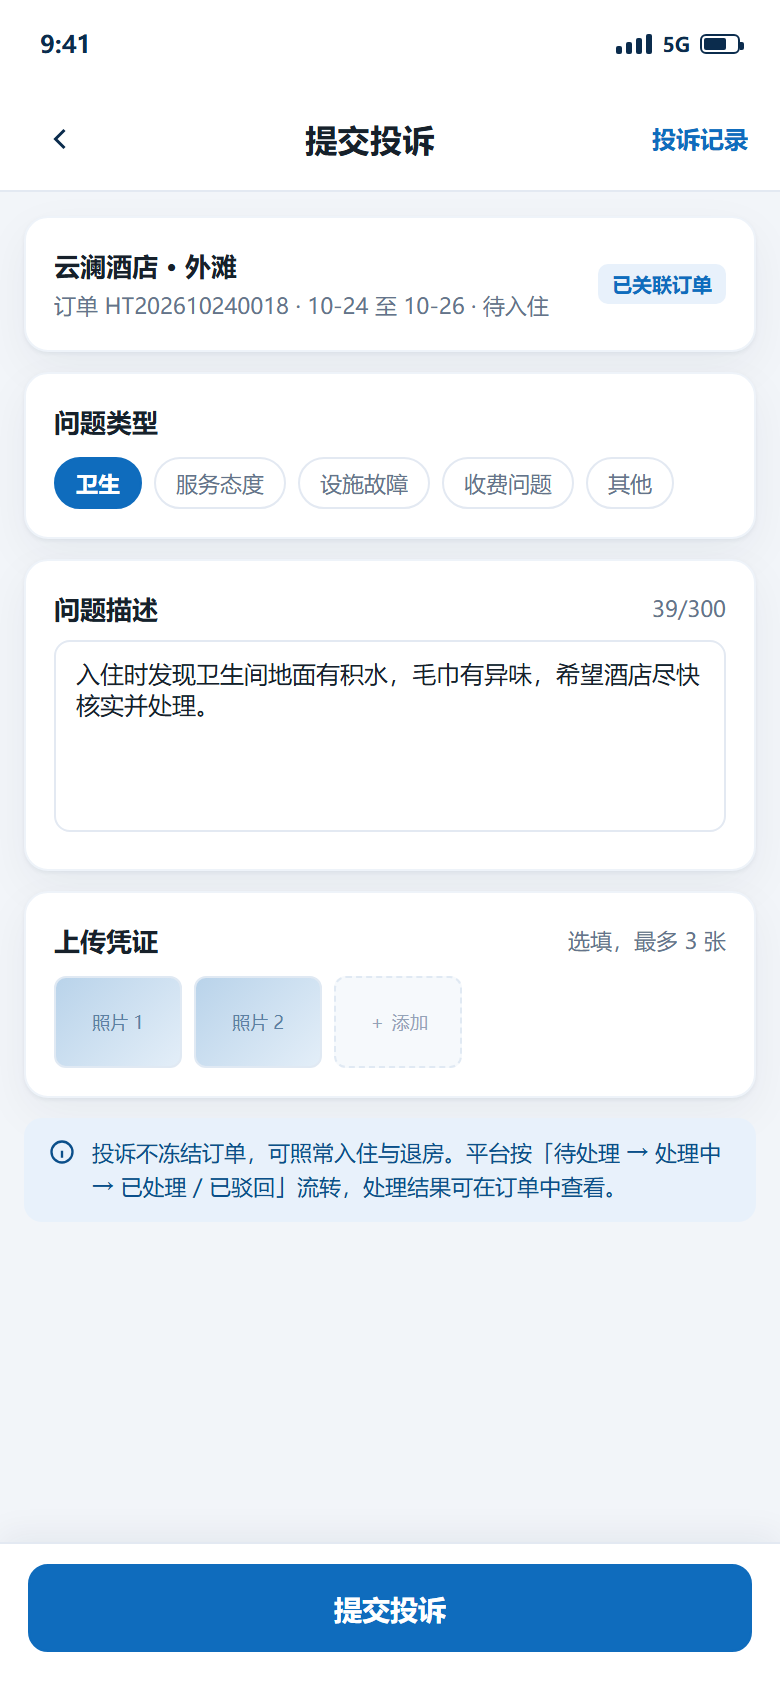 9:41
5G
提交投诉
投诉记录
云澜酒店·外滩
订单 HT202610240018 · 10-24 至 10-26 · 待入住
已关联订单
问题类型
卫生
服务态度
设施故障
收费问题
其他
问题描述
39/300
入住时发现卫生间地面有积水，毛巾有异味，希望酒店尽快
核实并处理。
上传凭证
选填，最多 3 张
照片 1
照片 2
+ 添加
投诉不冻结订单，可照常入住与退房。平台按「待处理 → 处理中
→ 已处理 / 已驳回」流转，处理结果可在订单中查看。
提交投诉